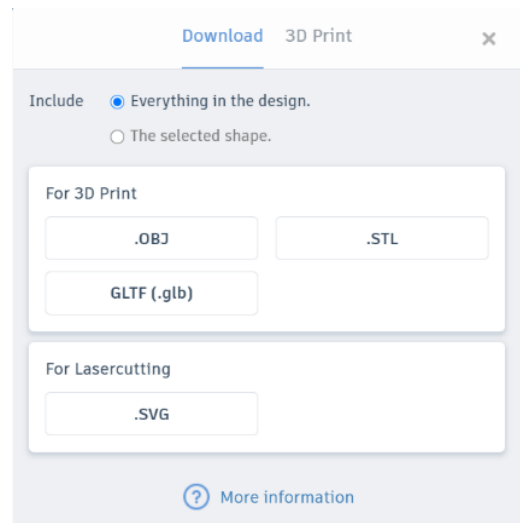 Download 3D Print ×
Include Everything in the design.
The selected shape.
For 3D Print
.OBJ .STL
GLTF (.glb)
For Lasercutting
.SVG
? More information